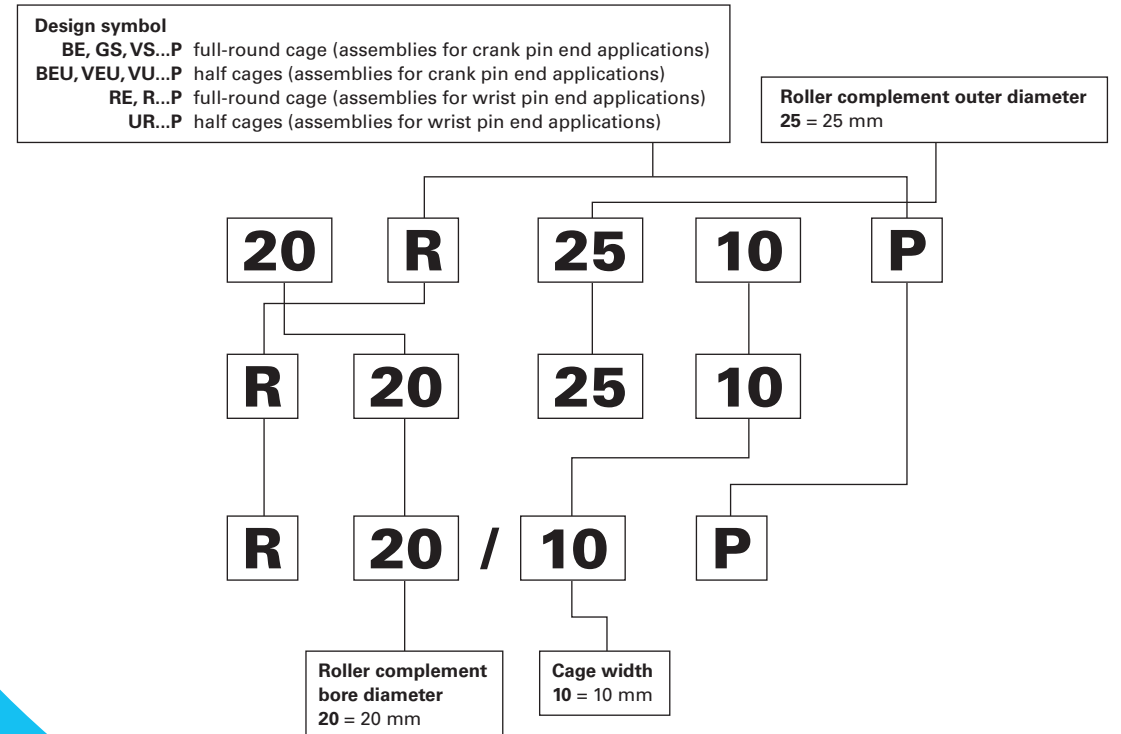 Design symbol
BE, GS, VS...P full-round cage (assemblies for crank pin end applications)
BEU, VEU, VU...P half cages (assemblies for crank pin end applications)
RE, R...P full-round cage (assemblies for wrist pin end applications)
UR...P half cages (assemblies for wrist pin end applications)
Roller complement outer diameter
25 = 25 mm
20 R 25 10 P
R 20 25 10
R 20 / 10 P
Roller complement
bore diameter
20 = 20 mm
Cage width
10 = 10 mm